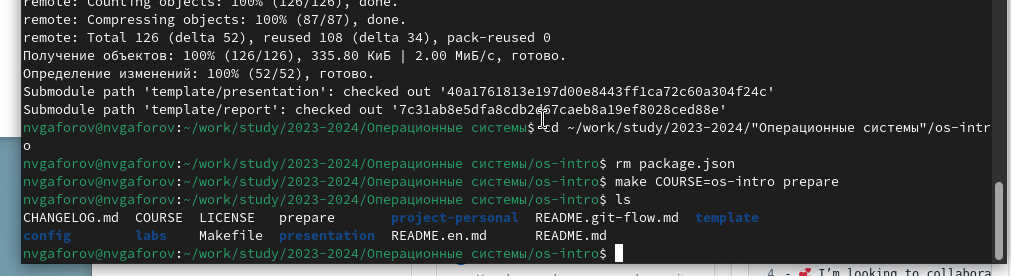 remote: Counting objects: 100% (126/126), done.
remote: Compressing objects: 100% (87/87), done.
remote: Total 126 (delta 52), reused 108 (delta 34), pack-reused 0
Получение объектов: 100% (126/126), 335.80 КиБ | 2.00 МиБ/с, готово.
Определение изменений: 100% (52/52), готово.
Submodule path 'template/presentation': checked out '40a1761813e197d00e8443ff1ca72c60a304f24c'
Submodule path 'template/report': checked out '7c31ab8e5dfa8cdb2d67caeb8a19ef8028ced88e'
nvgaforov@nvgaforov:~/work/study/2023-2024/Операционные системы$ cd ~/work/study/2023-2024/"Операционные системы"/os-intr
o
nvgaforov@nvgaforov:~/work/study/2023-2024/Операционные системы/os-intro$ rm package.json
nvgaforov@nvgaforov:~/work/study/2023-2024/Операционные системы/os-intro$ make COURSE=os-intro prepare
nvgaforov@nvgaforov:~/work/study/2023-2024/Операционные системы/os-intro$ ls
CHANGELOG.md COURSE LICENSE prepare project-personal README.git-flow.md template
config labs Makefile presentation README.en.md README.md
nvgaforov@nvgaforov:~/work/study/2023-2024/Операционные системы/os-intro$
4 - 💞 I'm looking to collabora